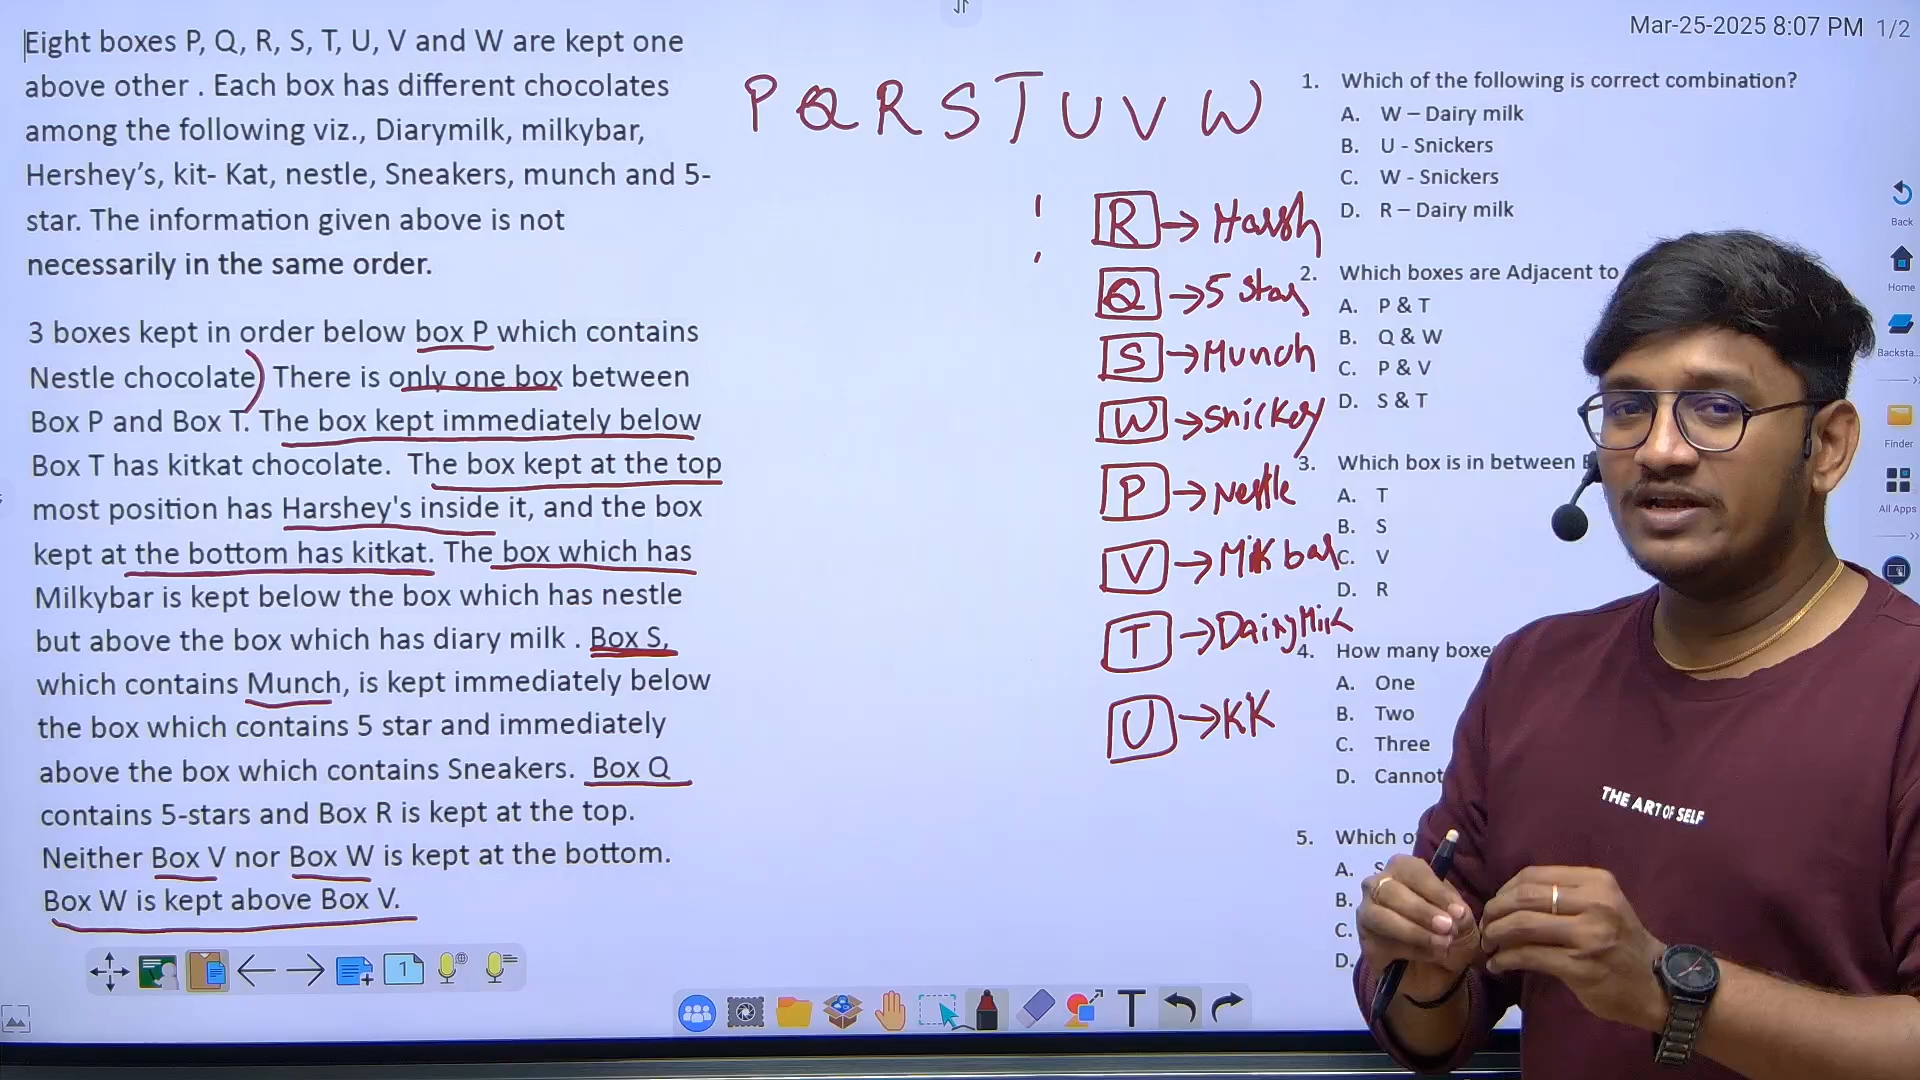 Mar-25-2025 8:07 PM 1/2
Eight boxes P, Q, R, S, T, U, V and W are kept one
above other . Each box has different chocolates
among the following viz., Diarymilk, milkybar,
Hershey’s, kit- Kat, nestle, Sneakers, munch and 5-
star. The information given above is not
necessarily in the same order.
3 boxes kept in order below box P which contains
Nestle chocolate) There is only one box between
Box P and Box T. The box kept immediately below
Box T has kitkat chocolate. The box kept at the top
most position has Harshey's inside it, and the box
kept at the bottom has kitkat. The box which has
Milkybar is kept below the box which has nestle
but above the box which has diary milk .  Box S,
which contains Munch, is kept immediately below
the box which contains 5 star and immediately
above the box which contains Sneakers. Box Q
contains 5-stars and Box R is kept at the top.
Neither Box V nor Box W is kept at the bottom.
Box W is kept above Box V.
P Q R S T U V W
R → Harsh
Q → 5 Star
S → Munch
W → Snickey
P → Nestle
V → Milk bar
T → DairyMilk
U → KK
1. Which of the following is correct combination?
A. W – Dairy milk
B. U - Snickers
C. W - Snickers
D. R – Dairy milk
2. Which boxes are Adjacent to
A. P & T
B. Q & W
C. P & V
D. S & T
3. Which box is in between
A. T
B. S
C. V
D. R
4. How many boxe
A. One
B. Two
C. Three
D. Cannot
5. Which o
A. S
B.
C.
D.
Back
Home
Backsta...
Finder
All Apps
THE ART OF SELF
1
T